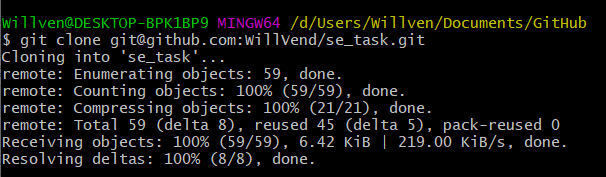 Willven@DESKTOP-BPK1BP9 MINGW64 /d/Users/Willven/Documents/GitHub
$ git clone git@github.com:WillVend/se_task.git
Cloning into 'se_task'...
remote: Enumerating objects: 59, done.
remote: Counting objects: 100% (59/59), done.
remote: Compressing objects: 100% (21/21), done.
remote: Total 59 (delta 8), reused 45 (delta 5), pack-reused 0
Receiving objects: 100% (59/59), 6.42 KiB | 219.00 KiB/s, done.
Resolving deltas: 100% (8/8), done.